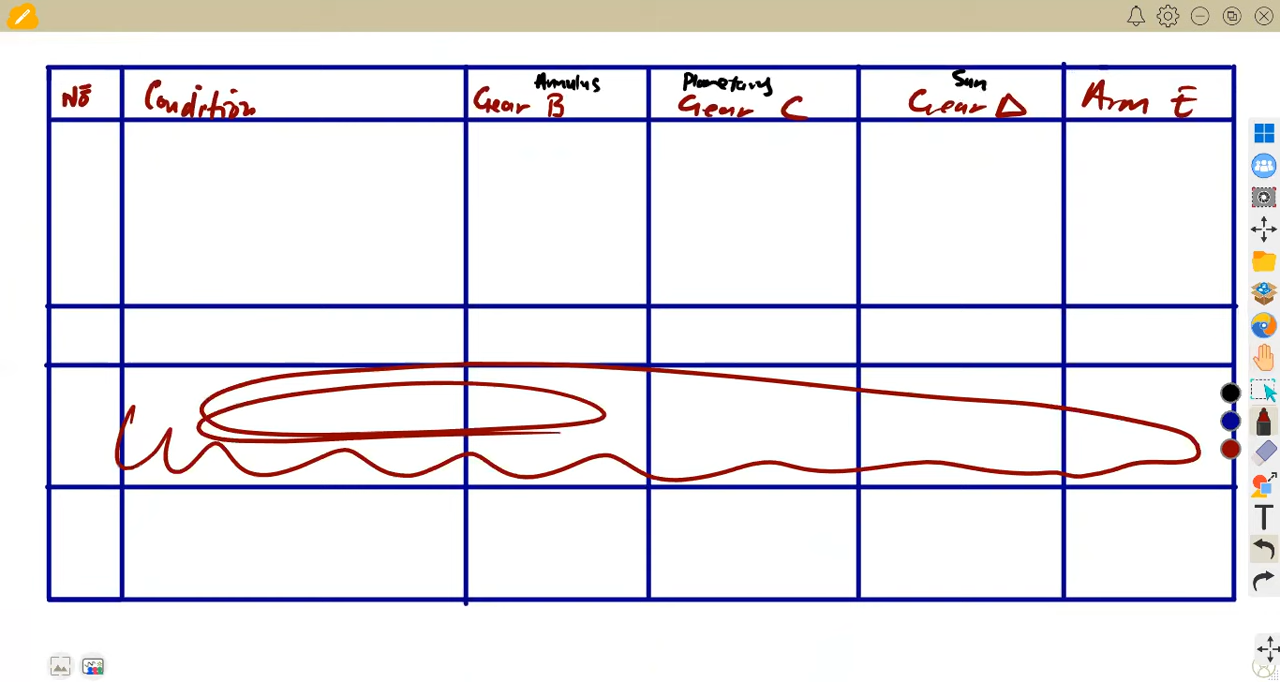 No
Condition
Annulus
Gear B
Planetary
Gear C
Sun
Gear D
Arm E